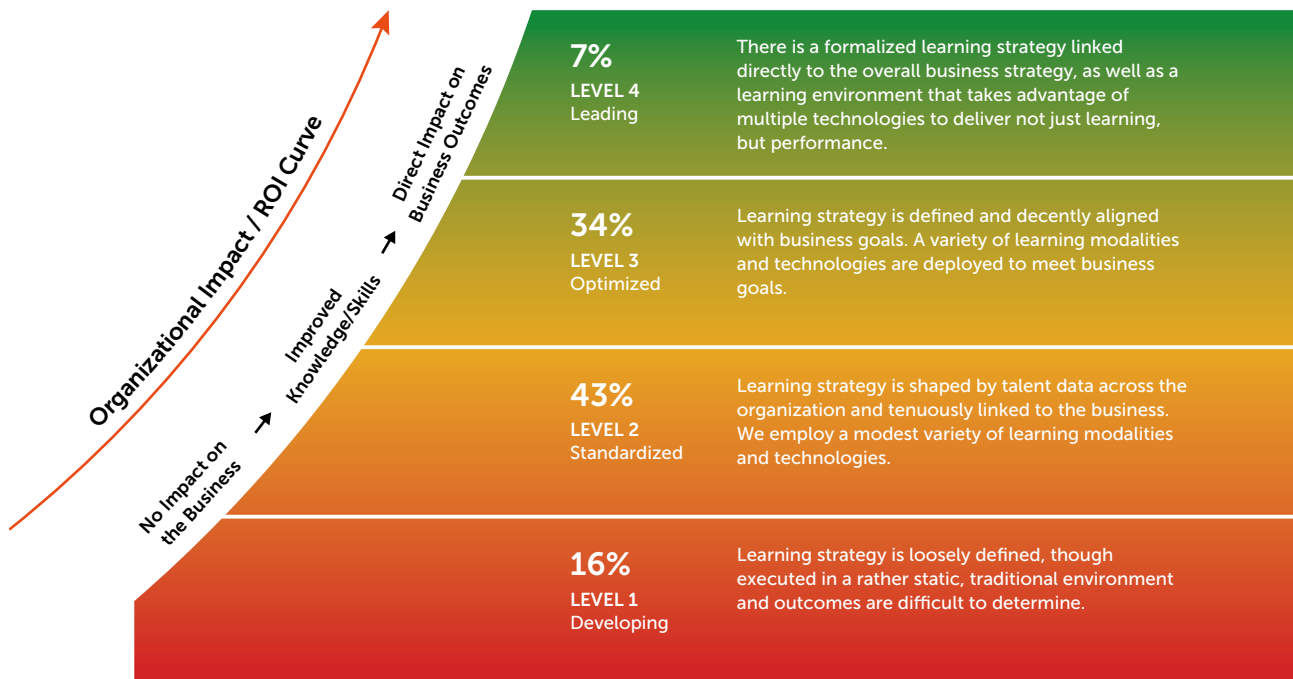 Organizational Impact / ROI Curve
No Impact on
the Business
Improved
Knowledge/Skills
Direct Impact on
Business Outcomes
7%
LEVEL 4
Leading
There is a formalized learning strategy linked
directly to the overall business strategy, as well as a
learning environment that takes advantage of
multiple technologies to deliver not just learning,
but performance.
34%
LEVEL 3
Optimized
Learning strategy is defined and decently aligned
with business goals. A variety of learning modalities
and technologies are deployed to meet business
goals.
43%
LEVEL 2
Standardized
Learning strategy is shaped by talent data across the
organization and tenuously linked to the business.
We employ a modest variety of learning modalities
and technologies.
16%
LEVEL 1
Developing
Learning strategy is loosely defined, though
executed in a rather static, traditional environment
and outcomes are difficult to determine.